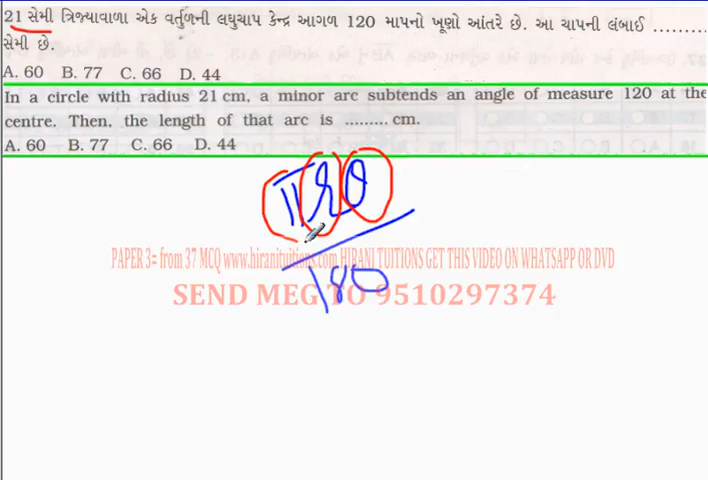 21 સેમી ત્રિજ્યાવાળા એક વર્તુળની લઘુચાપ કેન્દ્ર આગળ 120 માપનો ખૂણો આંતરે છે. આ ચાપની લંબાઈ .........
સેમી છે.
A. 60 B. 77 C. 66 D. 44
In a circle with radius 21 cm, a minor arc subtends an angle of measure 120 at the
centre. Then, the length of that arc is ......... cm.
A. 60 B. 77 C. 66 D. 44
πrθ
180
PAPER 3= from 37 MCQ www.hiranituitions.com HIRANI TUITIONS GET THIS VIDEO ON WHATSAPP OR DVD
SEND MEG TO 9510297374